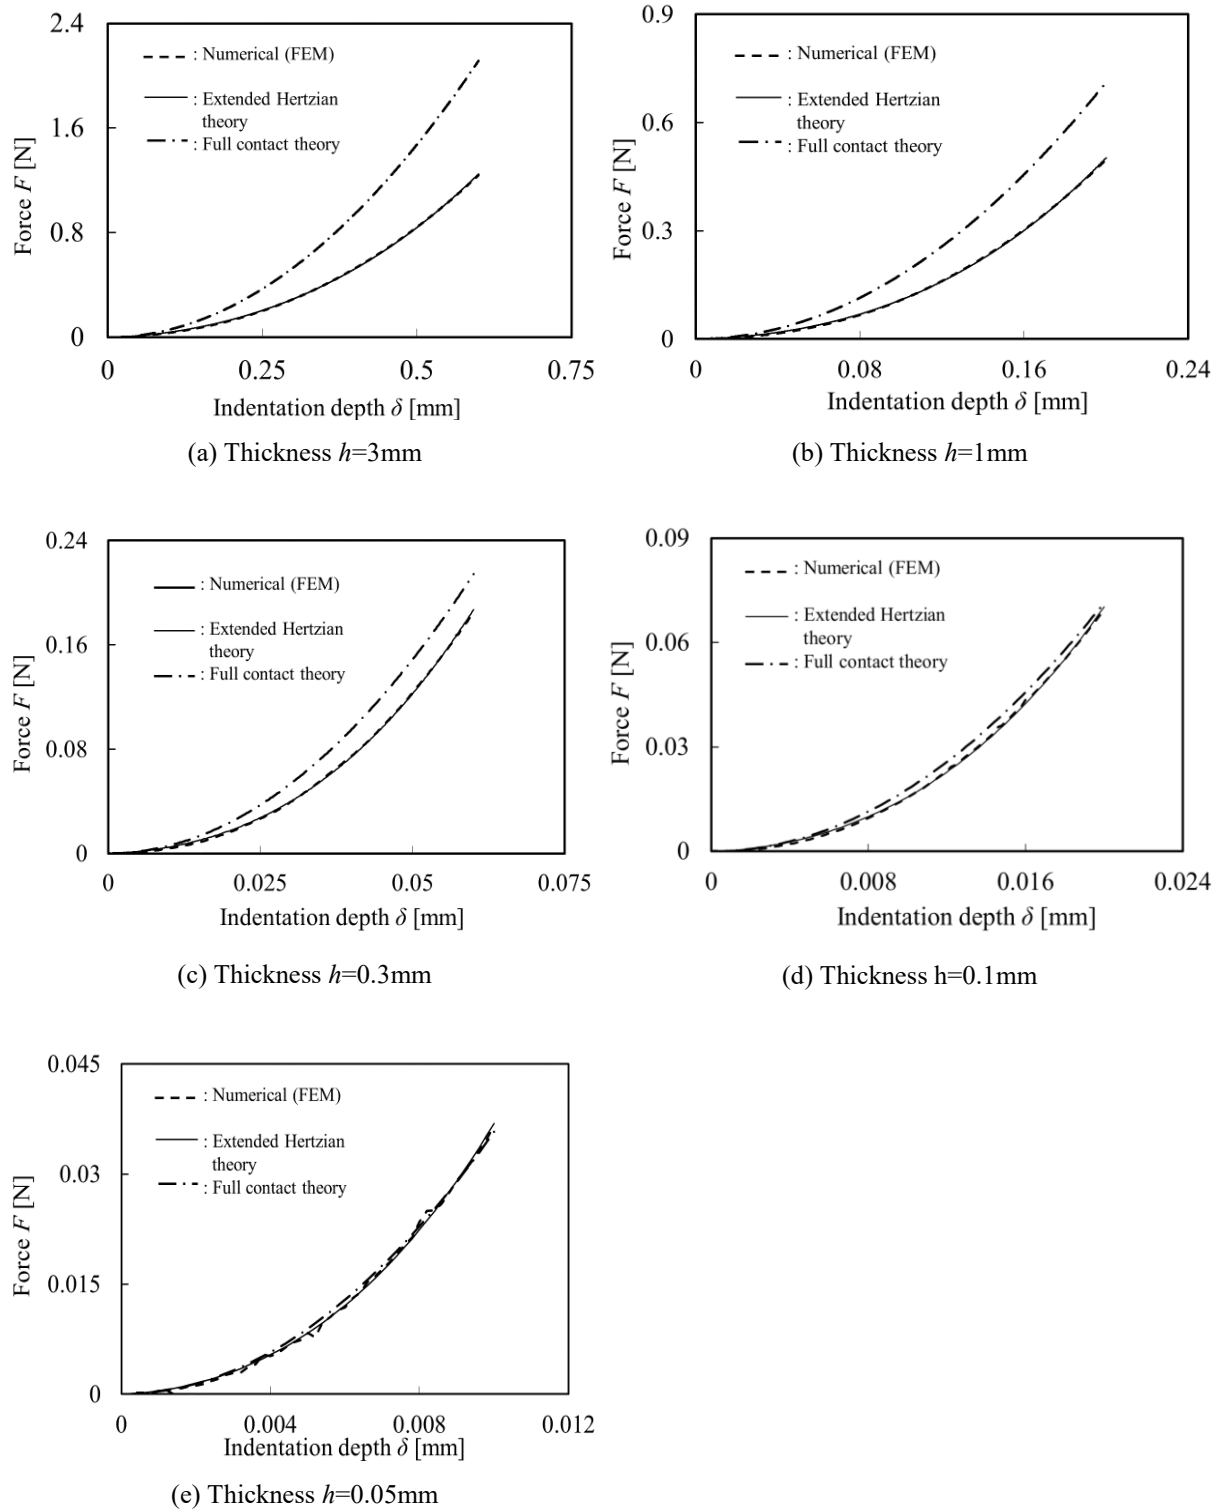 2.4
: Numerical (FEM)
: Extended Hertzian
theory
: Full contact theory
1.6
0.8
0
Force F [N]
0 0.25 0.5 0.75
Indentation depth δ [mm]
(a) Thickness h=3mm
0.9
: Numerical (FEM)
: Extended Hertzian
theory
: Full contact theory
0.6
0.3
0
Force F [N]
0 0.08 0.16 0.24
Indentation depth δ [mm]
(b) Thickness h=1mm
0.24
: Numerical (FEM)
: Extended Hertzian
theory
: Full contact theory
0.16
0.08
0
Force F [N]
0 0.025 0.05 0.075
Indentation depth δ [mm]
(c) Thickness h=0.3mm
0.09
: Numerical (FEM)
: Extended Hertzian
theory
: Full contact theory
0.06
0.03
0
Force F [N]
0 0.008 0.016 0.024
Indentation depth δ [mm]
(d) Thickness h=0.1mm
0.045
: Numerical (FEM)
: Extended Hertzian
theory
: Full contact theory
0.03
0.015
0
Force F [N]
0 0.004 0.008 0.012
Indentation depth δ [mm]
(e) Thickness h=0.05mm